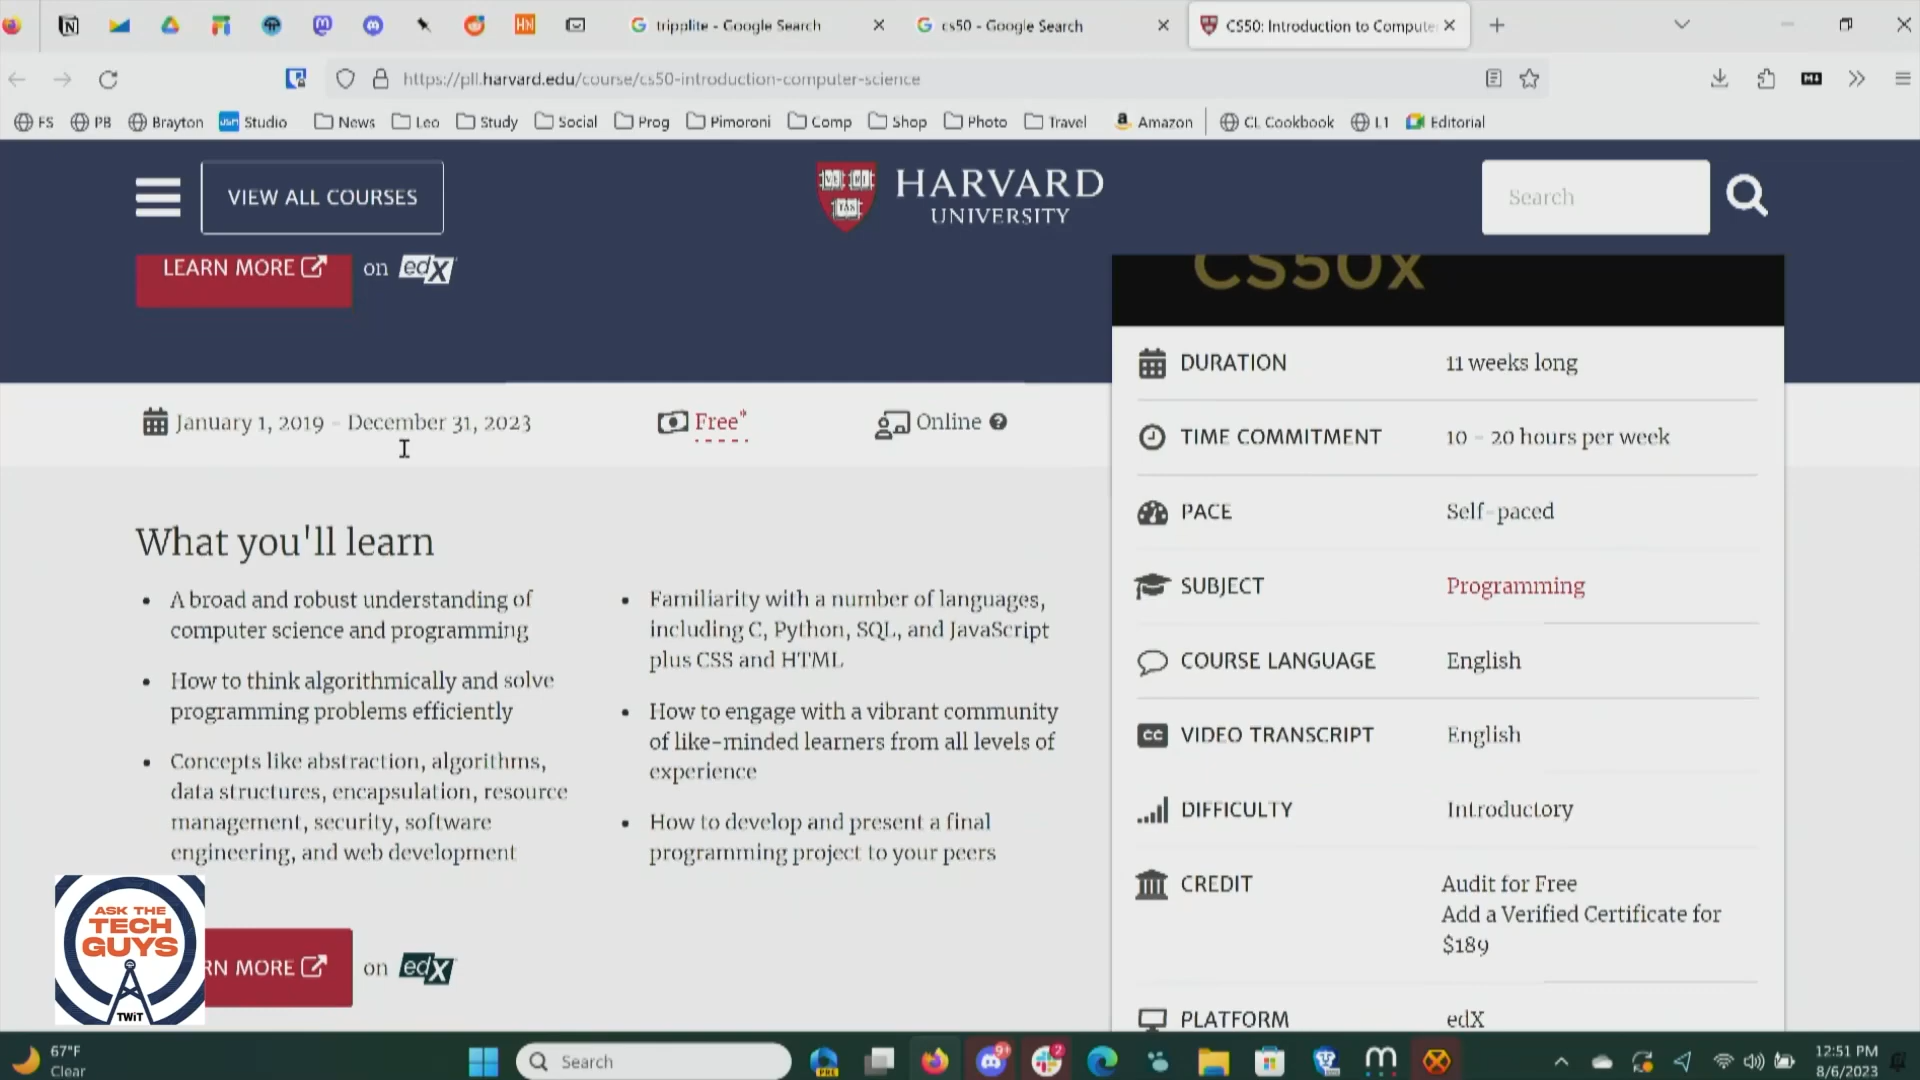 tripplite - Google Search
cs50 - Google Search
CS50: Introduction to Compute
https://pll.harvard.edu/course/cs50-introduction-computer-science
FS
PB
Brayton
Studio
News
Leo
Study
Social
Prog
Pimoroni
Comp
Shop
Photo
Travel
Amazon
CL Cookbook
L1
Editorial
VIEW ALL COURSES
HARVARD
UNIVERSITY
Search
LEARN MORE
on edX
CS50x
January 1, 2019 - December 31, 2023
Free*
Online
DURATION 11 weeks long
TIME COMMITMENT 10 - 20 hours per week
PACE Self-paced
SUBJECT Programming
COURSE LANGUAGE English
VIDEO TRANSCRIPT English
DIFFICULTY Introductory
CREDIT Audit for Free
Add a Verified Certificate for
$189
PLATFORM edX
What you'll learn
• A broad and robust understanding of
computer science and programming
• How to think algorithmically and solve
programming problems efficiently
• Concepts like abstraction, algorithms,
data structures, encapsulation, resource
management, security, software
engineering, and web development
• Familiarity with a number of languages,
including C, Python, SQL, and JavaScript
plus CSS and HTML
• How to engage with a vibrant community
of like-minded learners from all levels of
experience
• How to develop and present a final
programming project to your peers
ASK THE
TECH
GUYS
TWiT
RN MORE
on edX
67°F
Clear
Search
12:51 PM
8/6/2023